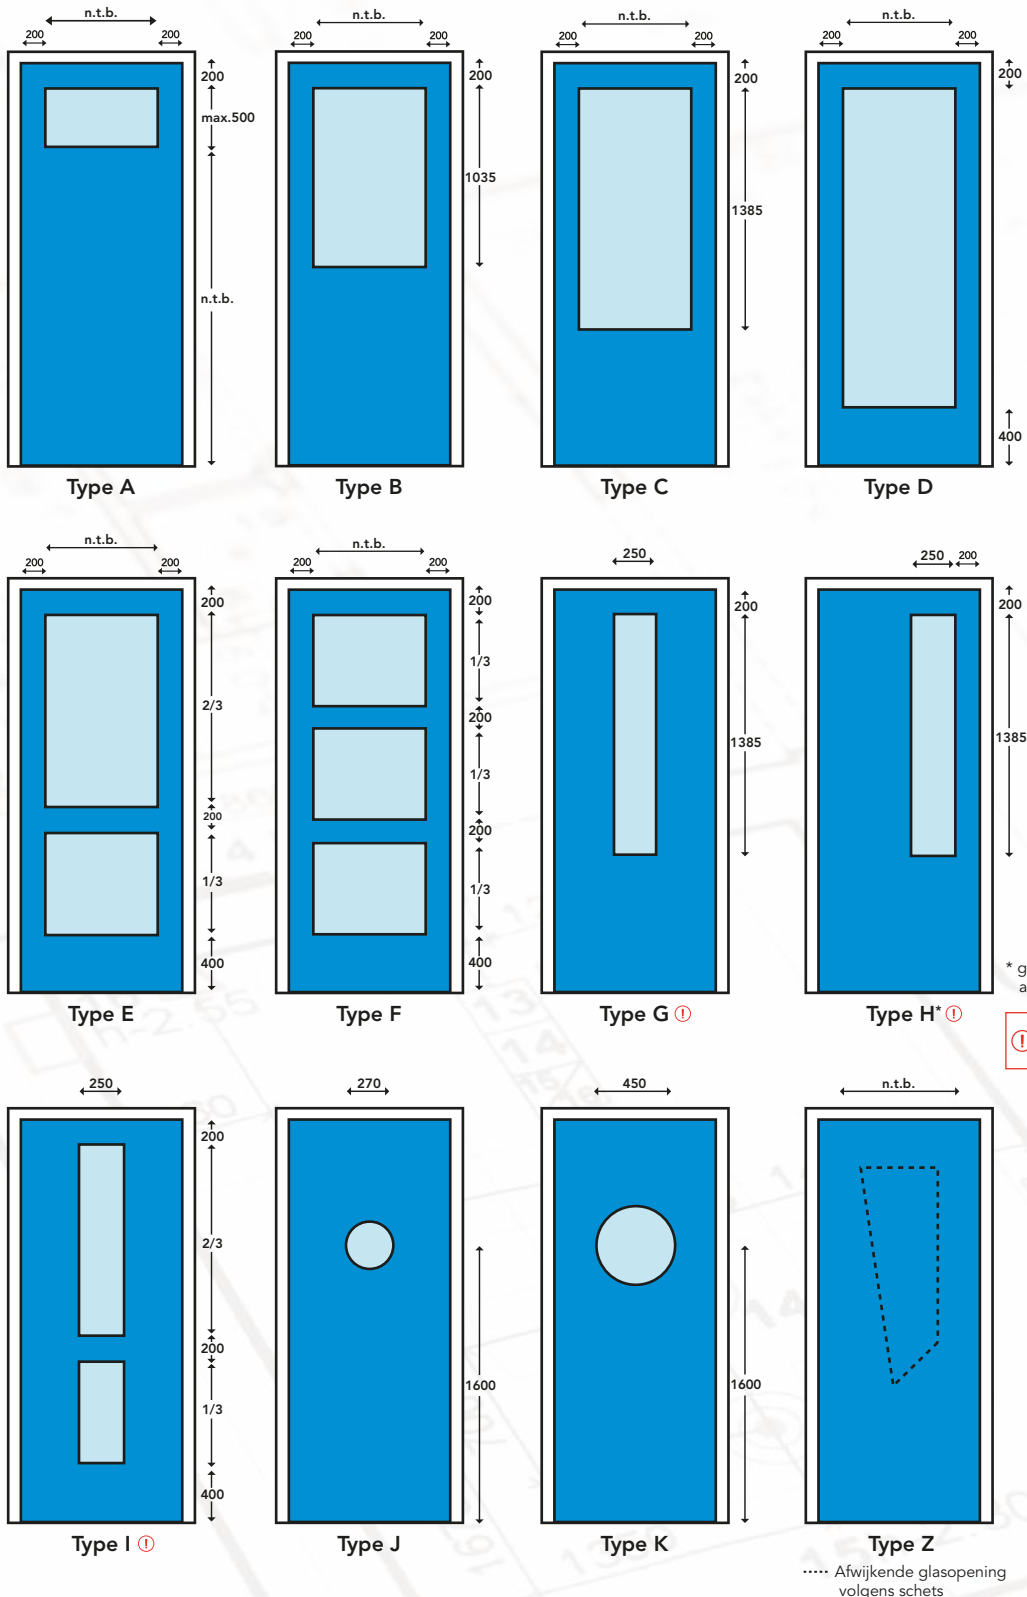 n.t.b.
200 200
200
max.500
n.t.b.
Type A
n.t.b.
200 200
200
1035
Type B
n.t.b.
200 200
200
1385
Type C
n.t.b.
200 200
200
400
Type D
n.t.b.
200 200
200
2/3
200
1/3
400
Type E
n.t.b.
200 200
200
1/3
200
1/3
200
1/3
400
Type F
250
200
1385
Type G !
250 200
200
1385
* g
a
!
Type H* !
250
200
2/3
200
1/3
400
Type I !
270
1600
Type J
450
1600
Type K
n.t.b.
Type Z
Afwijkende glasopening
volgens schets